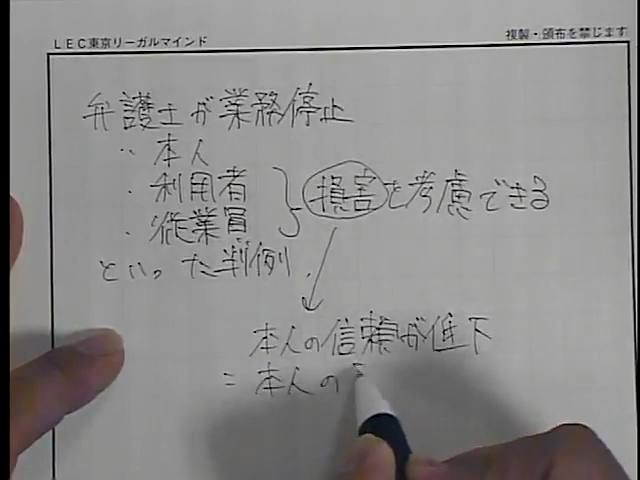 LEC東京リーガルマインド
複製・頒布を禁じます
弁護士が業務停止
・本人
・利用者
・従業員
損害を考慮できる
といった判例.
本人の信頼が低下
= 本人の